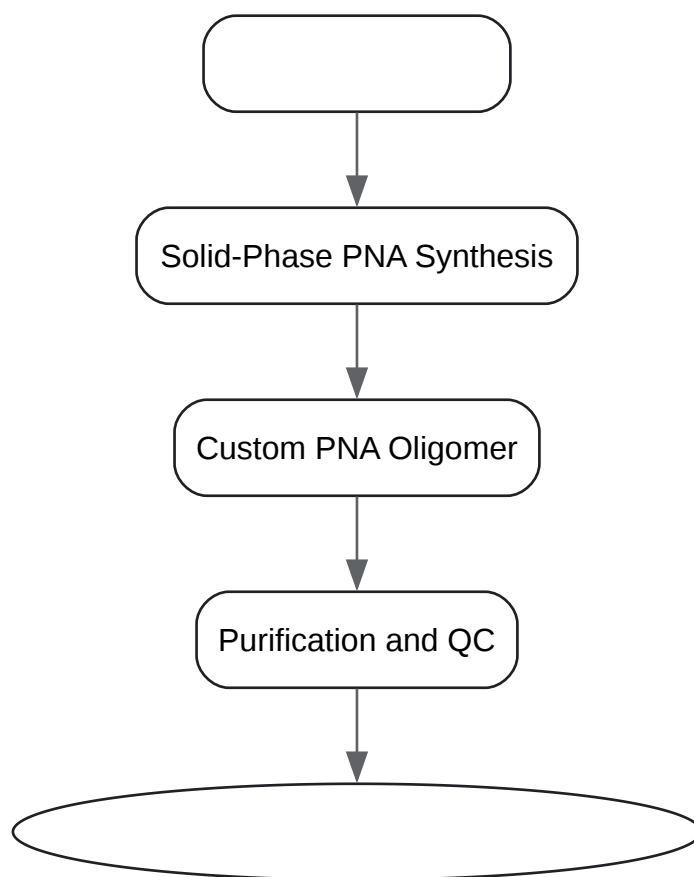 Solid-Phase PNA Synthesis
Custom PNA Oligomer
Purification and QC